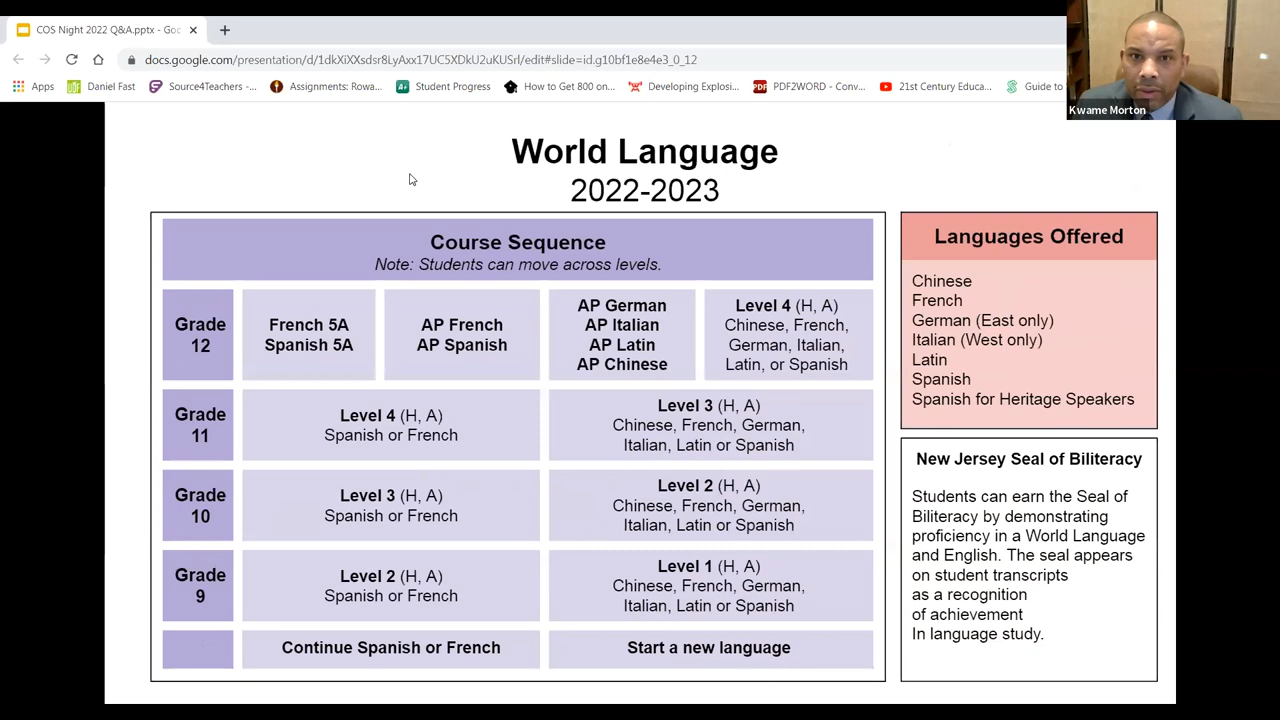 COS Night 2022 Q&A.pptx - Goo
docs.google.com/presentation/d/1dkXiXXsdsr8LyAxx17UC5XDHJ2uKUSrI/edit#slide=id.g10bf1e8e4e3_0_12
Apps Daniel Fast Source4Teachers -... Assignments: Rowa... Student Progress How to Get 800 on... Developing Explosi... PDF2WORD - Conv... 21st Century Educa... Guide to
Kwame Morton
World Language
2022-2023
Course Sequence
Note: Students can move across levels.
Grade
12
French 5A
Spanish 5A
AP French
AP Spanish
AP German
AP Italian
AP Latin
AP Chinese
Level 4 (H, A)
Chinese, French,
German, Italian,
Latin, or Spanish
Grade
11
Level 4 (H, A)
Spanish or French
Level 3 (H, A)
Chinese, French, German,
Italian, Latin or Spanish
Grade
10
Level 3 (H, A)
Spanish or French
Level 2 (H, A)
Chinese, French, German,
Italian, Latin or Spanish
Grade
9
Level 2 (H, A)
Spanish or French
Level 1 (H, A)
Chinese, French, German,
Italian, Latin or Spanish
Continue Spanish or French
Start a new language
Languages Offered
Chinese
French
German (East only)
Italian (West only)
Latin
Spanish
Spanish for Heritage Speakers
New Jersey Seal of Biliteracy
Students can earn the Seal of
Biliteracy by demonstrating
proficiency in a World Language
and English. The seal appears
on student transcripts
as a recognition
of achievement
In language study.